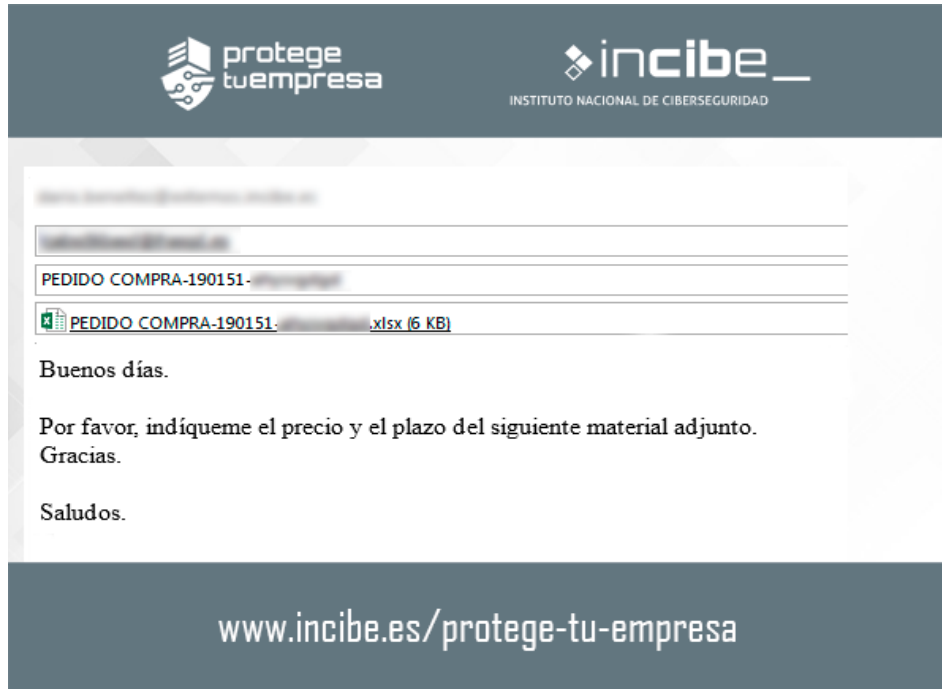 protege
tuempresa
incibe_
INSTITUTO NACIONAL DE CIBERSEGURIDAD
PEDIDO COMPRA-190151-
PEDIDO COMPRA-190151- .xlsx (6 KB)
Buenos días.
Por favor, indíqueme el precio y el plazo del siguiente material adjunto.
Gracias.
Saludos.
www.incibe.es/protege-tu-empresa